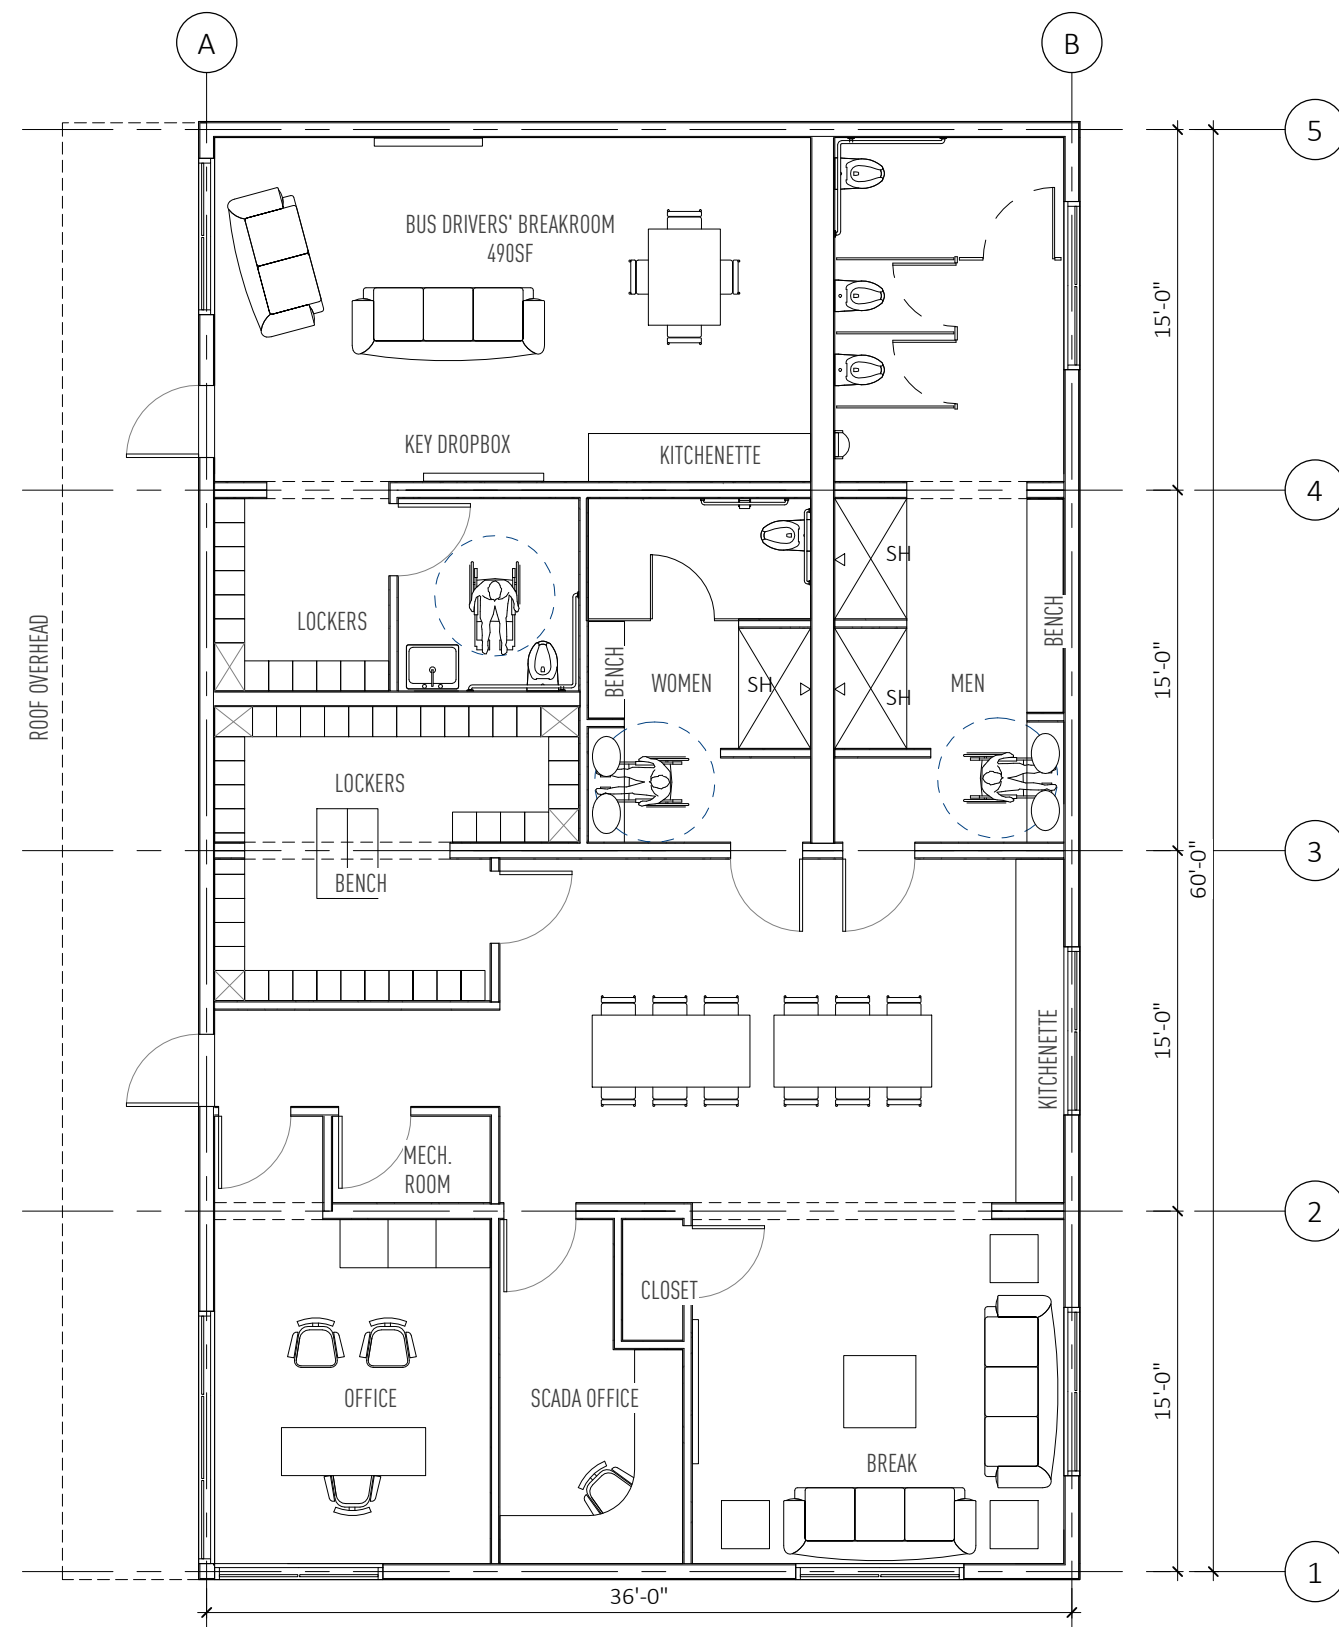 A
B
5
BUS DRIVERS' BREAKROOM
490SF
15'-0"
KEY DROPBOX
KITCHENETTE
4
SH
LOCKERS
BENCH
ROOF OVERHEAD
BENCH
WOMEN
SH
SH
MEN
15'-0"
LOCKERS
3
60'-0"
BENCH
KITCHENETTE
15'-0"
MECH.
ROOM
2
CLOSET
OFFICE
SCADA OFFICE
15'-0"
BREAK
1
36'-0"